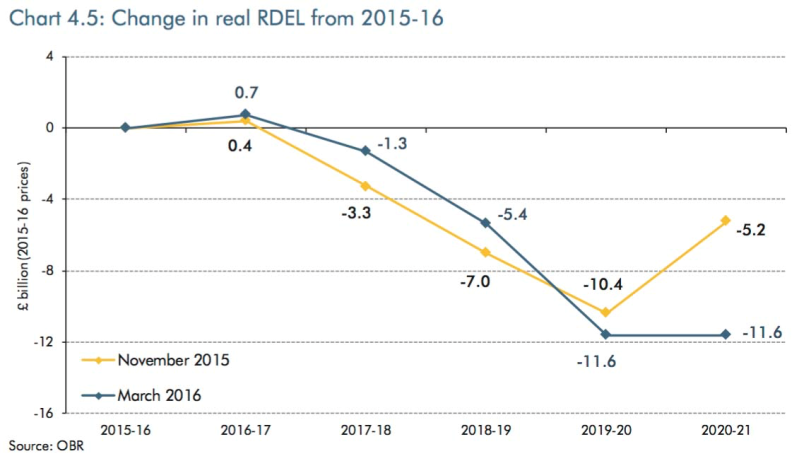 Chart 4.5: Change in real RDEL from 2015-16
4
0.7
0
0.4
-1.3
-3.3
-4
-5.4
-5.2
-7.0
-8
-10.4
-11.6
-12
-11.6
November 2015
March 2016
-16
£ billion (2015-16 prices)
2015-16 2016-17 2017-18 2018-19 2019-20 2020-21
Source: OBR